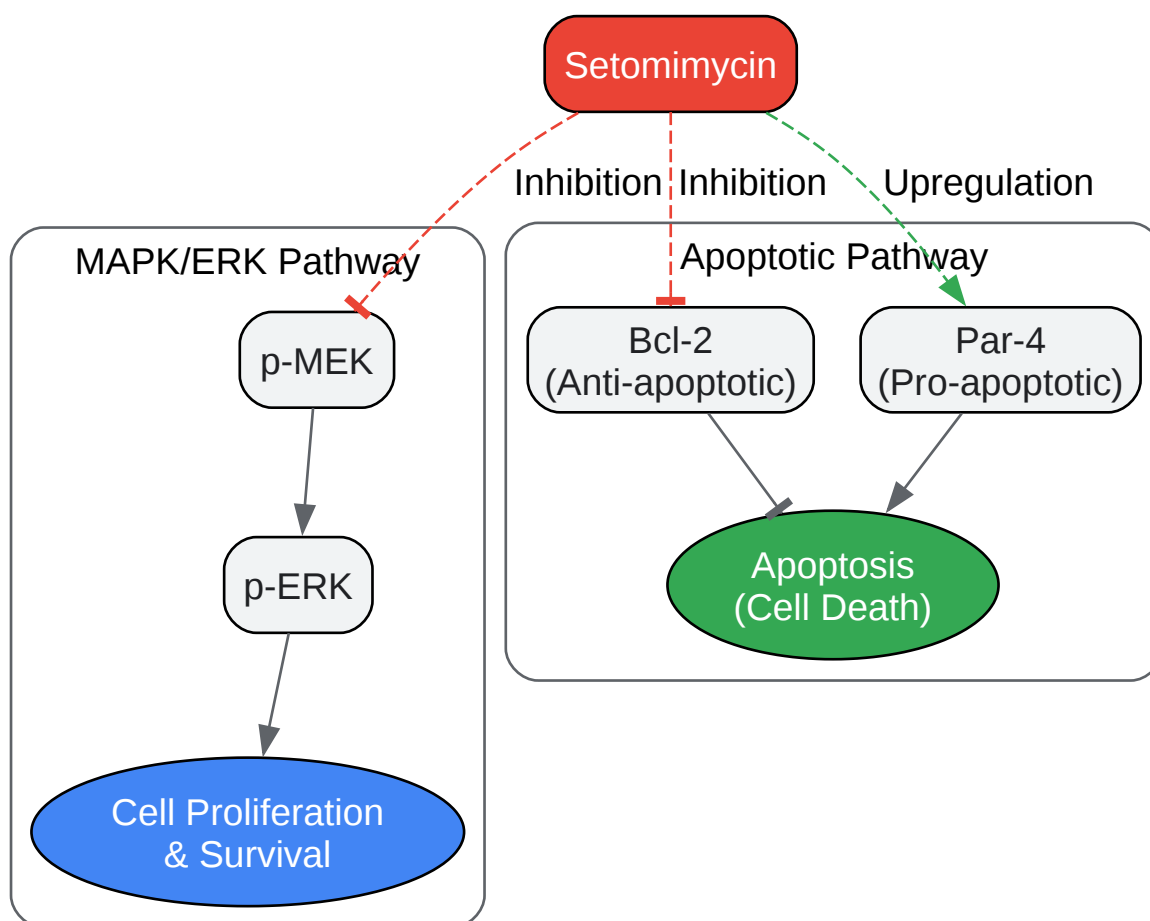 Setomimycin
Inhibition
Inhibition
Upregulation
MAPK/ERK Pathway
Apoptotic Pathway
p-MEK
Bcl-2
(Anti-apoptotic)
Par-4
(Pro-apoptotic)
p-ERK
Apoptosis
(Cell Death)
Cell Proliferation
& Survival